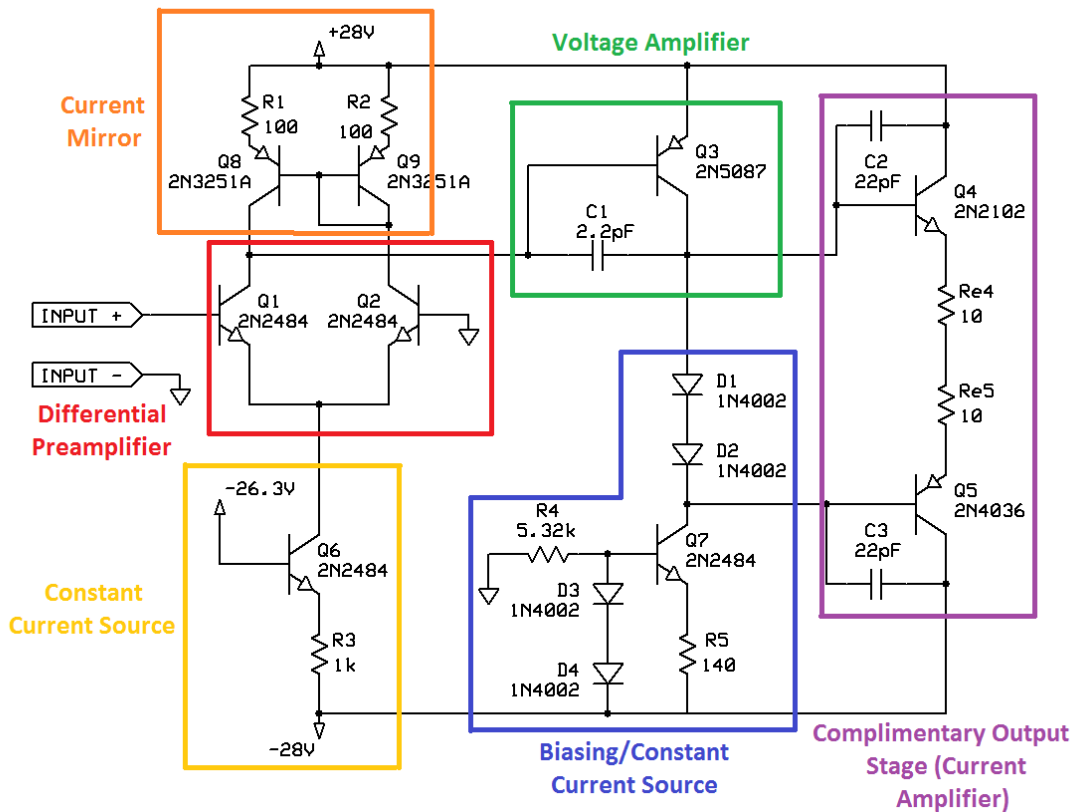 +28V
Voltage Amplifier
Current
Mirror
R1
100
R2
100
Q8
2N3251A
Q9
2N3251A
Q3
2N5087
C1
2.2pF
C2
22pF
Q4
2N2102
INPUT +
Q1
2N2484
Q2
2N2484
Re4
10
INPUT -
Differential
Preamplifier
D1
1N4002
Re5
10
D2
1N4002
-26.3V
Q6
2N2484
R4
5.32k
Q7
2N2484
Q5
2N4036
C3
22pF
Constant
Current Source
D3
1N4002
R3
1k
R5
140
D4
1N4002
-28V
Biasing/Constant
Current Source
Complimentary Output
Stage (Current
Amplifier)